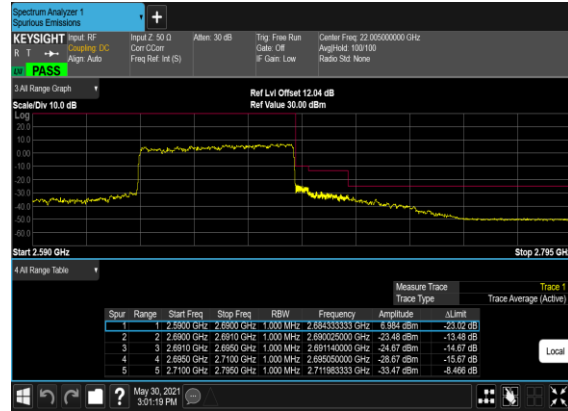 Spectrum Analyzer 1
Spurious Emissions
KEYSIGHT Input: RF Input Z: 50 Ω Atten: 30 dB Trig: Free Run Center Freq: 22.005000000 GHz
R T Coupling: DC Corr CCorr Gate: Off Avg|Hold: 100/100
Align: Auto Freq Ref: Int (S) IF Gain: Low Radio Std: None
PASS
3 All Range Graph
Ref Lvl Offset 12.04 dB
Scale/Div 10.0 dB Ref Value 30.00 dBm
Log
20.0
10.0
0.00
-10.0
-20.0
-30.0
-40.0
-50.0
-60.0
Start 2.590 GHz Stop 2.795 GH
4 All Range Table
Measure Trace Trace 1
Trace Type Trace Average (Active)
Spur Range Start Freq Stop Freq RBW Frequency Amplitude ΔLimit
1 1 2.5900 GHz 2.6900 GHz 1.000 MHz 2.684333333 GHz 6.984 dBm -23.02 dB
2 2 2.6900 GHz 2.6910 GHz 1.000 MHz 2.690025000 GHz -23.48 dBm -13.48 dB
3 3 2.6910 GHz 2.6950 GHz 1.000 MHz 2.691140000 GHz -24.67 dBm -14.67 dB
4 4 2.6950 GHz 2.7100 GHz 1.000 MHz 2.695050000 GHz -28.67 dBm -15.67 dB
5 5 2.7100 GHz 2.7950 GHz 1.000 MHz 2.711983333 GHz -33.47 dBm -8.466 dB
Local
? May 30, 2021
3:01:19 PM